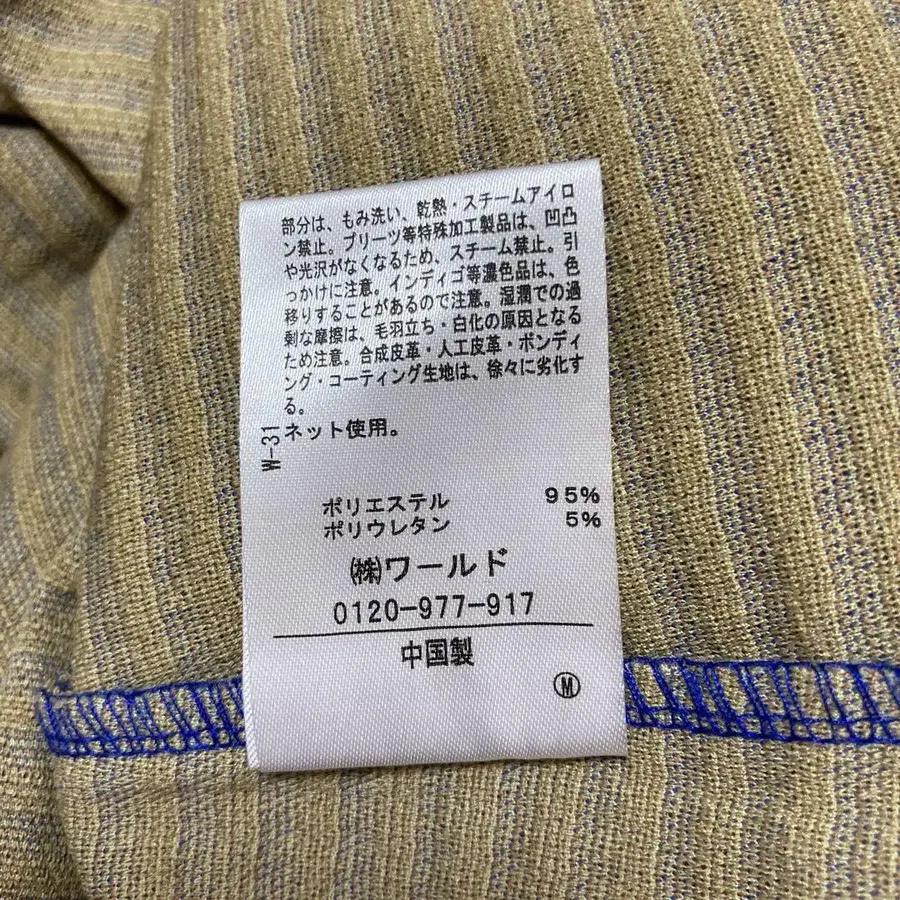 部分は、もみ洗い、乾熱・スチームアイロ
ン禁止。プリーツ等特殊加工製品は、凹凸
や光沢がなくなるため、スチーム禁止。引
っかけに注意。インディゴ等濃色品は、色
移りすることがあるので注意。湿潤での過
剰な摩擦は、毛羽立ち・白化の原因となる
ため注意。合成皮革・人工皮革・ボンディ
ング・コーティング生地は、徐々に劣化す
る。
ネット使用。
W-31
ポリエステル 95%
ポリウレタン 5%
㈱ワールド
0120-977-917
中国製
Ⓜ